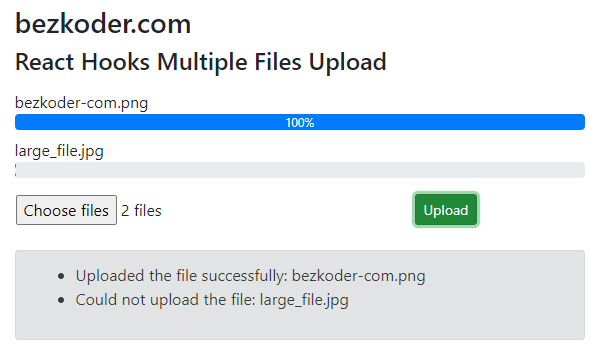 bezkoder.com
React Hooks Multiple Files Upload
bezkoder-com.png
100%
large_file.jpg
Choose files 2 files Upload
Uploaded the file successfully: bezkoder-com.png
Could not upload the file: large_file.jpg